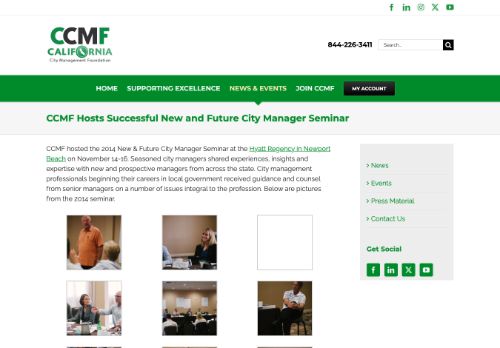 CCMF
CALIFORNIA
City Management Foundation
844-226-3411
Search...
HOME SUPPORTING EXCELLENCE NEWS & EVENTS JOIN CCMF MY ACCOUNT
CCMF Hosts Successful New and Future City Manager Seminar
CCMF hosted the 2014 New & Future City Manager Seminar at the Hyatt Regency in Newport
Beach on November 14-16. Seasoned city managers shared experiences, insights and
expertise with new and prospective managers from across the state. City management
professionals beginning their careers in local government received guidance and counsel
from senior managers on a number of issues integral to the profession. Below are pictures
from the 2014 seminar.
News
Events
Press Material
Contact Us
Get Social